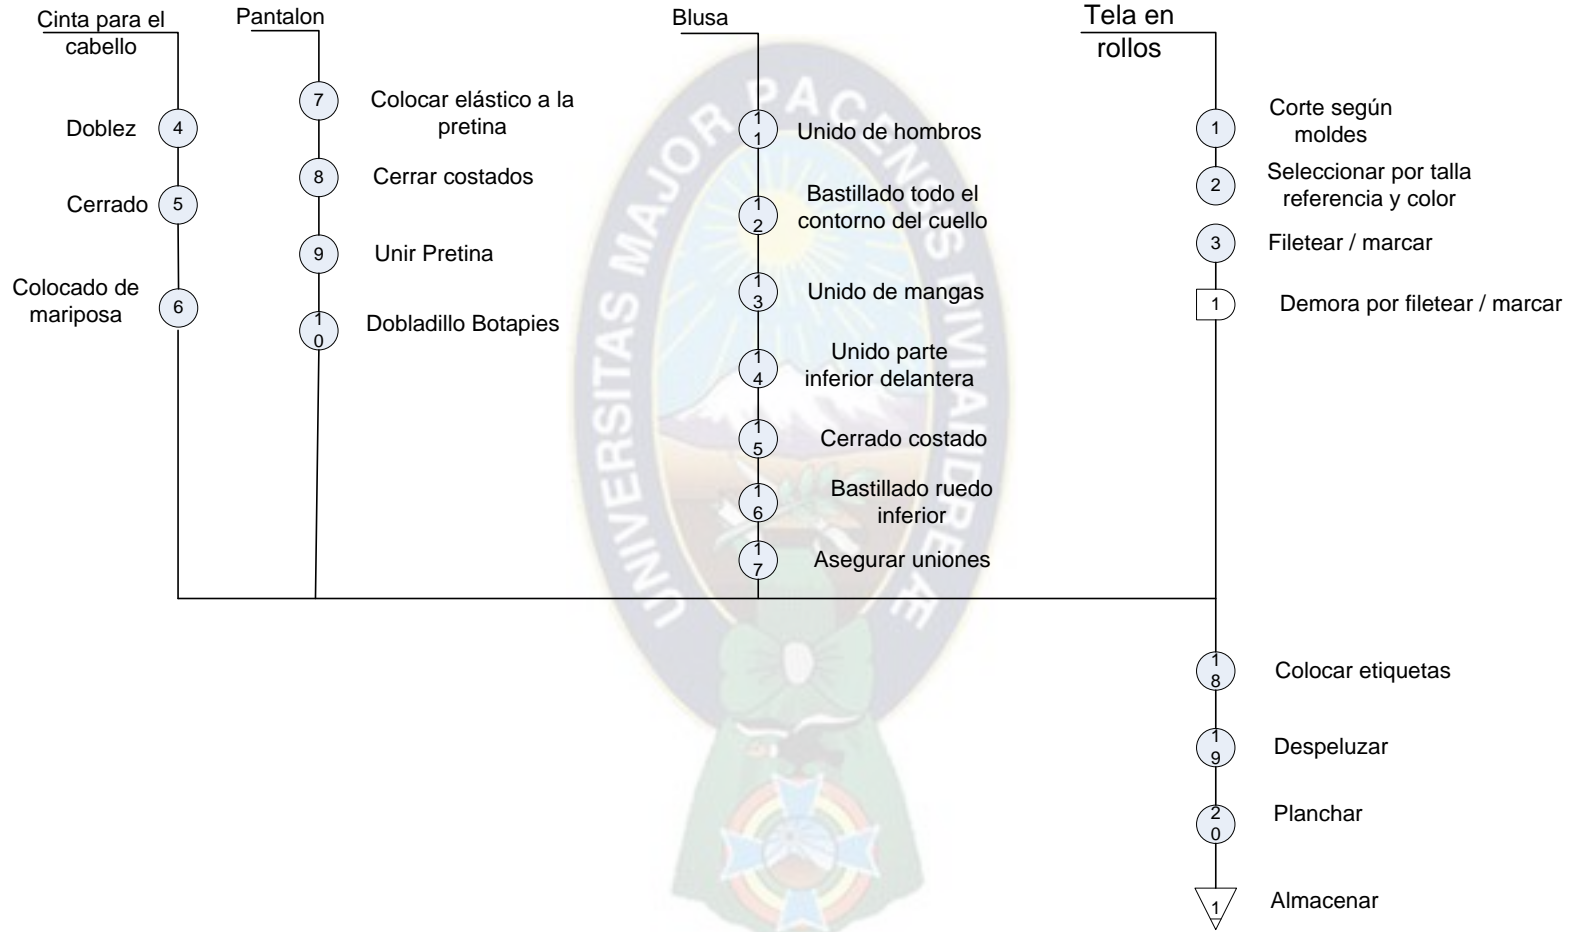 Cinta para el
cabello
4
Doblez
5
Cerrado
6
Colocado de
mariposa
Pantalon
7
Colocar elástico a la
pretina
8
Cerrar costados
9
Unir Pretina
1
0
Dobladillo Botapies
Blusa
1
1
Unido de hombros
1
2
Bastillado todo el
contorno del cuello
1
3
Unido de mangas
1
4
Unido parte
inferior delantera
1
5
Cerrado costado
1
6
Bastillado ruedo
inferior
1
7
Asegurar uniones
Tela en
rollos
1
Corte según
moldes
2
Seleccionar por talla
referencia y color
3
Filetear / marcar
1
Demora por filetear / marcar
1
8
Colocar etiquetas
1
9
Despeluzar
2
0
Planchar
1
Almacenar
UNIVERSITAS MAJOR PACENSIS DIVI ANDREÆ